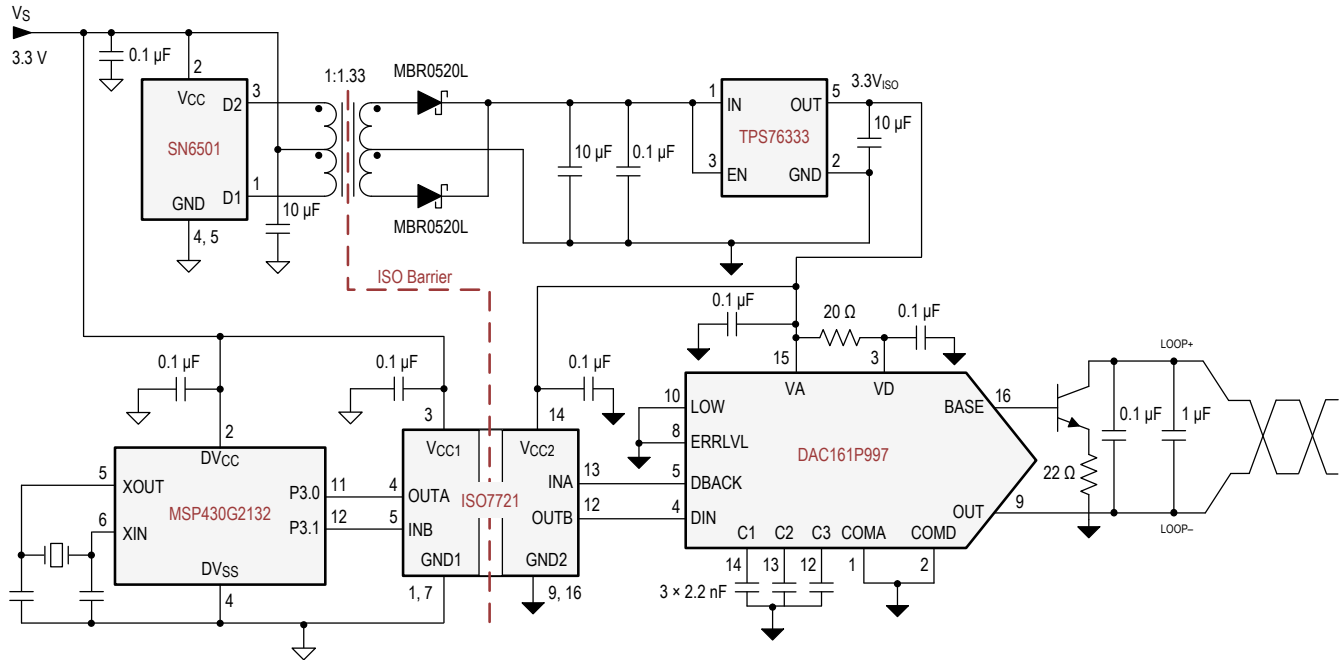 VS
3.3 V
0.1 µF
2
VCC
D2
3
SN6501
D1
1
GND
4, 5
10 µF
1:1.33
MBR0520L
MBR0520L
10 µF
0.1 µF
1
IN
OUT
5
TPS76333
3
EN
GND
2
3.3VISO
10 µF
ISO Barrier
0.1 µF
2
DVCC
5
XOUT
MSP430G2132
6
XIN
P3.0
11
P3.1
12
DVSS
4
0.1 µF
3
VCC1
4
OUTA
5
INB
GND1
1, 7
ISO7721
14
0.1 µF
VCC2
INA
13
OUTB
12
GND2
9, 16
0.1 µF
20 Ω
0.1 µF
15
3
VA
VD
10
LOW
8
ERRLVL
5
DBACK
4
DIN
DAC161P997
BASE
16
OUT
9
C1
C2
C3
COMA
COMD
14
13
12
1
2
3 × 2.2 nF
22 Ω
0.1 µF
1 µF
LOOP+
LOOP–